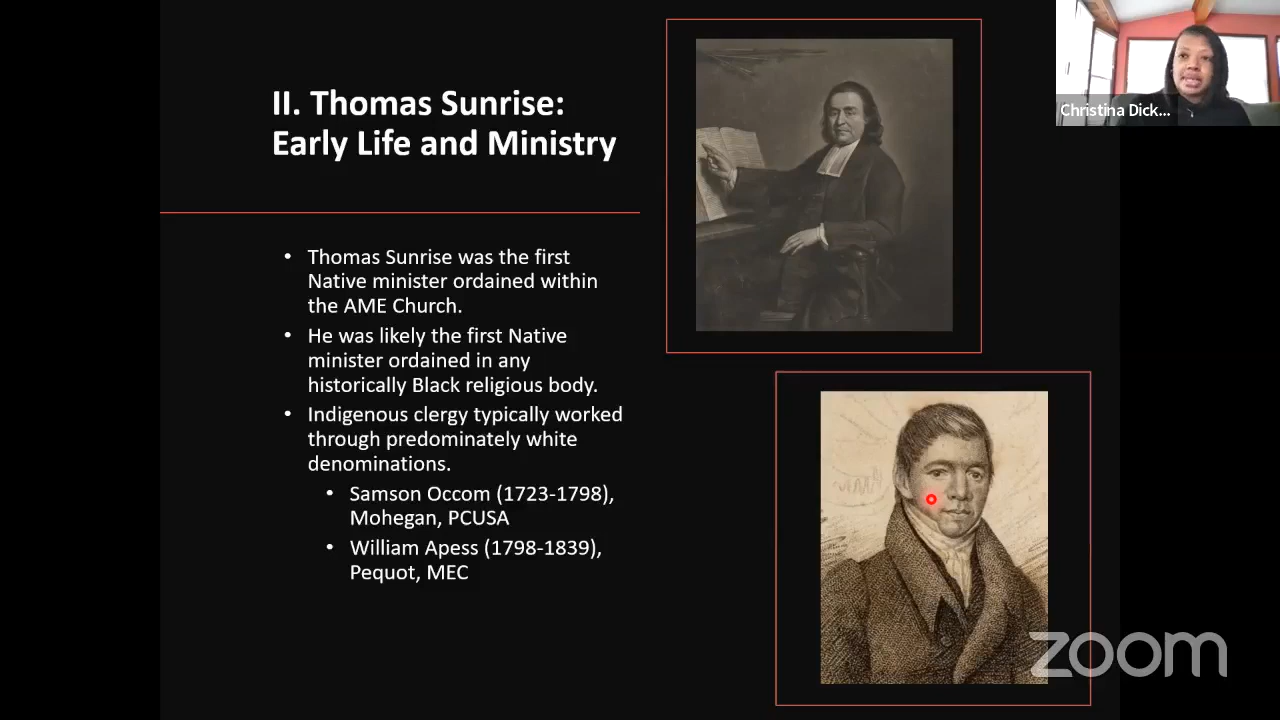 II. Thomas Sunrise:
Early Life and Ministry
• Thomas Sunrise was the first
Native minister ordained within
the AME Church.
• He was likely the first Native
minister ordained in any
historically Black religious body.
• Indigenous clergy typically worked
through predominately white
denominations.
• Samson Occom (1723-1798),
Mohegan, PCUSA
• William Apess (1798-1839),
Pequot, MEC
Christina Dick...
zoom